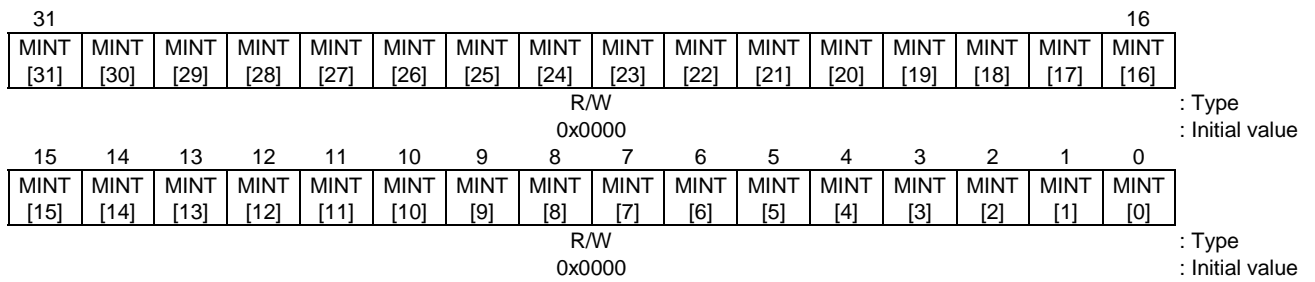 31 16
MINT MINT MINT MINT MINT MINT MINT MINT MINT MINT MINT MINT MINT MINT MINT MINT
[31] [30] [29] [28] [27] [26] [25] [24] [23] [22] [21] [20] [19] [18] [17] [16]
R/W : Type
0x0000 : Initial value
15 14 13 12 11 10 9 8 7 6 5 4 3 2 1 0
MINT MINT MINT MINT MINT MINT MINT MINT MINT MINT MINT MINT MINT MINT MINT MINT
[15] [14] [13] [12] [11] [10] [9] [8] [7] [6] [5] [4] [3] [2] [1] [0]
R/W : Type
0x0000 : Initial value